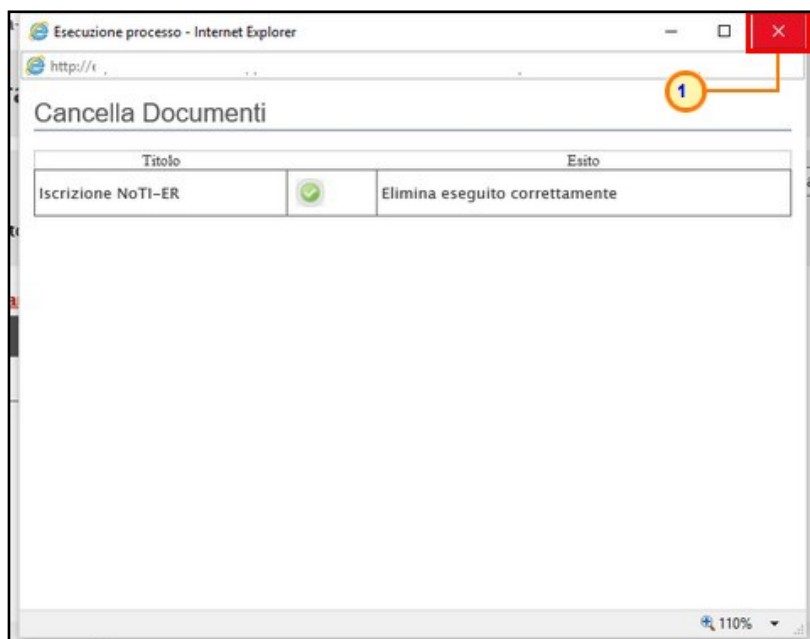 Esecuzione processo - Internet Explorer
http://
1
Cancella Documenti
Titolo Esito
Iscrizione NoTI-ER Elimina eseguito correttamente
110%